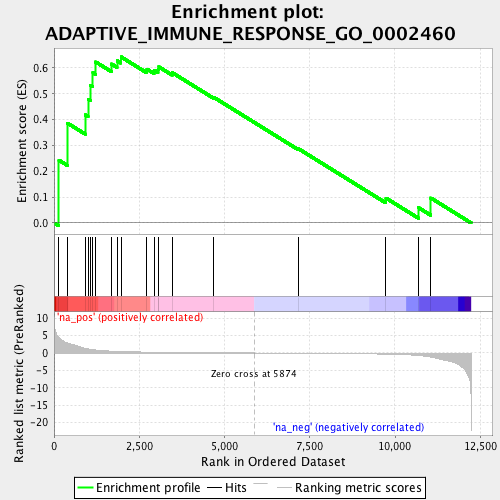 Enrichment plot:
ADAPTIVE_IMMUNE_RESPONSE_GO_0002460
Enrichment score (ES)
0.6
0.5
0.4
0.3
0.2
0.1
0.0
'na_pos' (positively correlated)
Ranked list metric (PreRanked)
10
5
0
-5
-10
-15
-20
Zero cross at 5874
'na_neg' (negatively correlated)
0
2,500
5,000
7,500
10,000
12,500
Rank in Ordered Dataset
Enrichment profile
Hits
Ranking metric scores